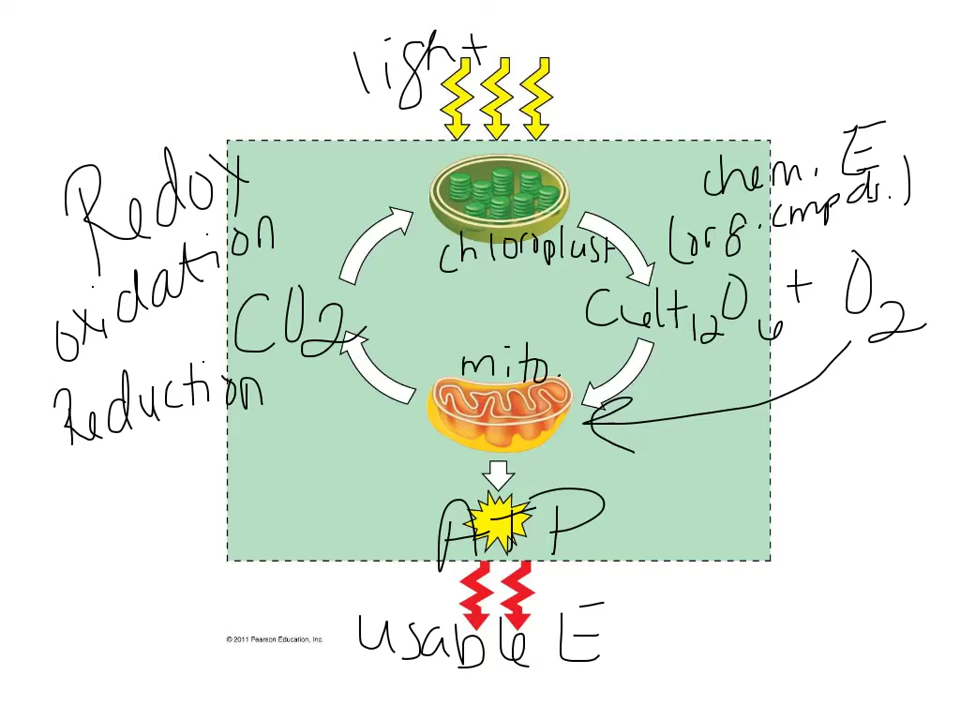 light
Redox
oxidation
Reduction
chem. E
(org. cmpds.)
chloroplast
CO2
C6H12O6 + O2
mito.
ATP
usable E
© 2011 Pearson Education, Inc.